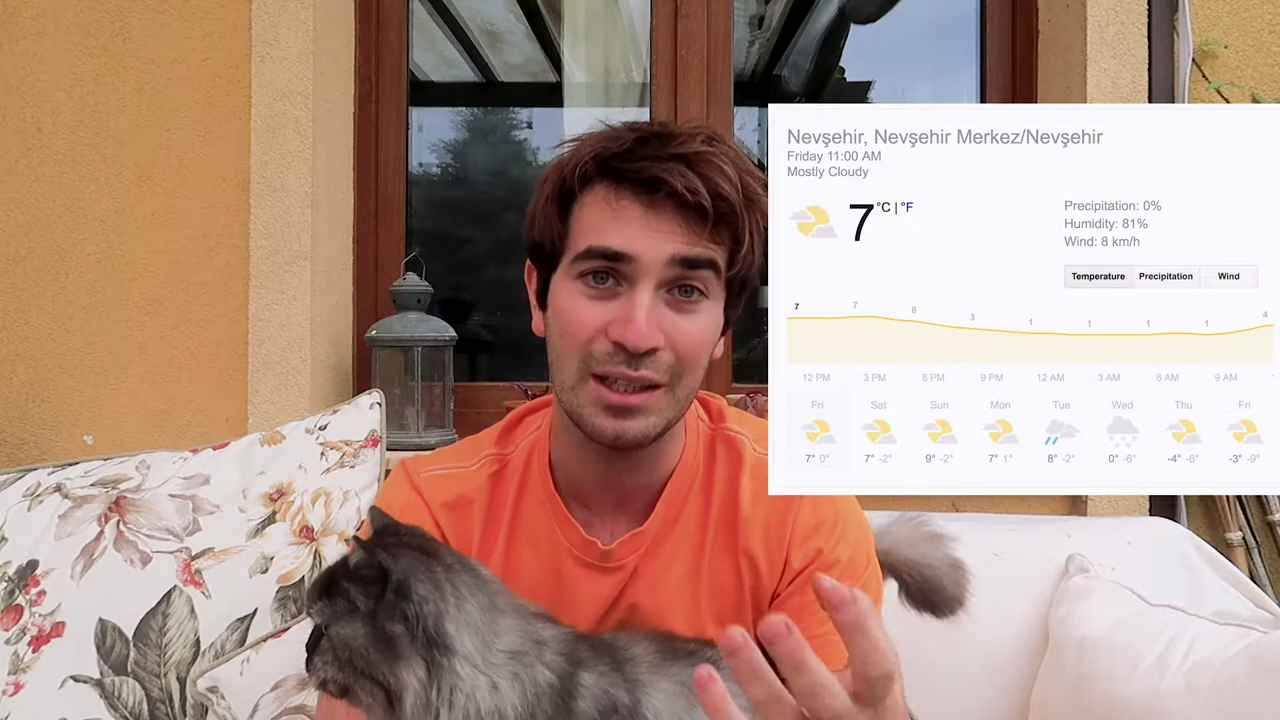 Nevşehir, Nevşehir Merkez/Nevşehir
Friday 11:00 AM
Mostly Cloudy
7 °C | °F
Precipitation: 0%
Humidity: 81%
Wind: 8 km/h
Temperature Precipitation Wind
7 7 6 3 1 1 1 1 4
12 PM 3 PM 6 PM 9 PM 12 AM 3 AM 6 AM 9 AM
Fri Sat Sun Mon Tue Wed Thu Fri
7° 0° 7° -2° 9° -2° 7° 1° 8° -2° 0° -6° -4° -8° -3° -9°